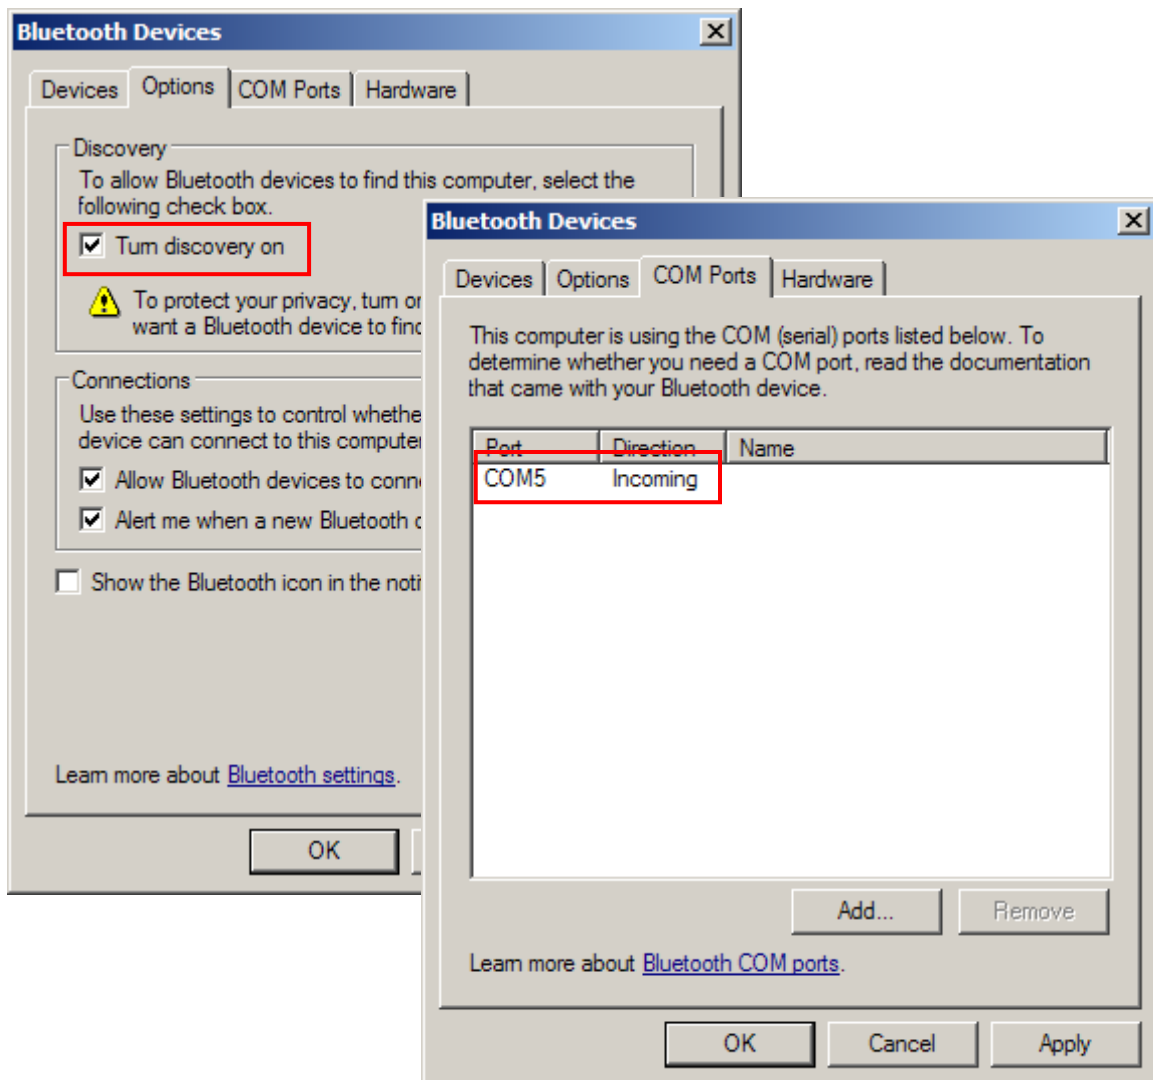 Bluetooth Devices
Devices Options COM Ports Hardware
Discovery
To allow Bluetooth devices to find this computer, select the
following check box.
Turn discovery on
To protect your privacy, turn
want a Bluetooth device to
Connections
Use these settings to control
device can connect to this computer
Allow Bluetooth devices to
Alert me when a new Bluetooth
Show the Bluetooth icon in the
Learn more about Bluetooth settings.
OK
Bluetooth Devices
Devices Options COM Ports Hardware
This computer is using the COM (serial) ports listed below. To
determine whether you need a COM port, read the documentation
that came with your Bluetooth device.
Port Direction Name
COM5 Incoming
Add... Remove
Learn more about Bluetooth COM ports.
OK Cancel Apply